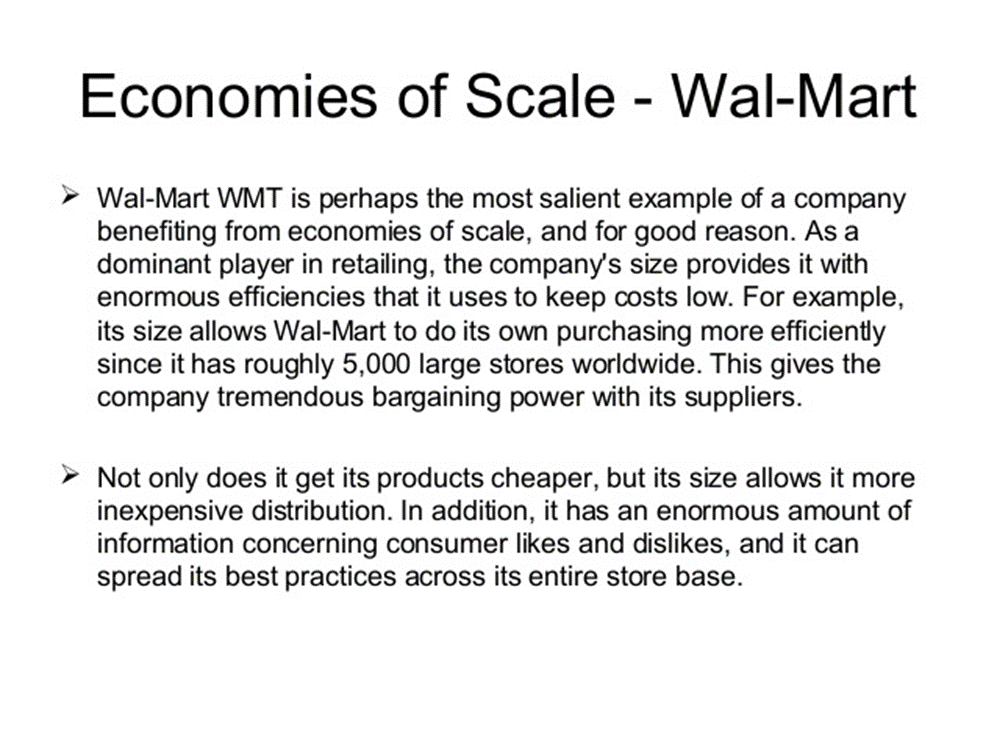 Economies of Scale - Wal-Mart
➢ Wal-Mart WMT is perhaps the most salient example of a company
benefiting from economies of scale, and for good reason. As a
dominant player in retailing, the company's size provides it with
enormous efficiencies that it uses to keep costs low. For example,
its size allows Wal-Mart to do its own purchasing more efficiently
since it has roughly 5,000 large stores worldwide. This gives the
company tremendous bargaining power with its suppliers.
➢ Not only does it get its products cheaper, but its size allows it more
inexpensive distribution. In addition, it has an enormous amount of
information concerning consumer likes and dislikes, and it can
spread its best practices across its entire store base.